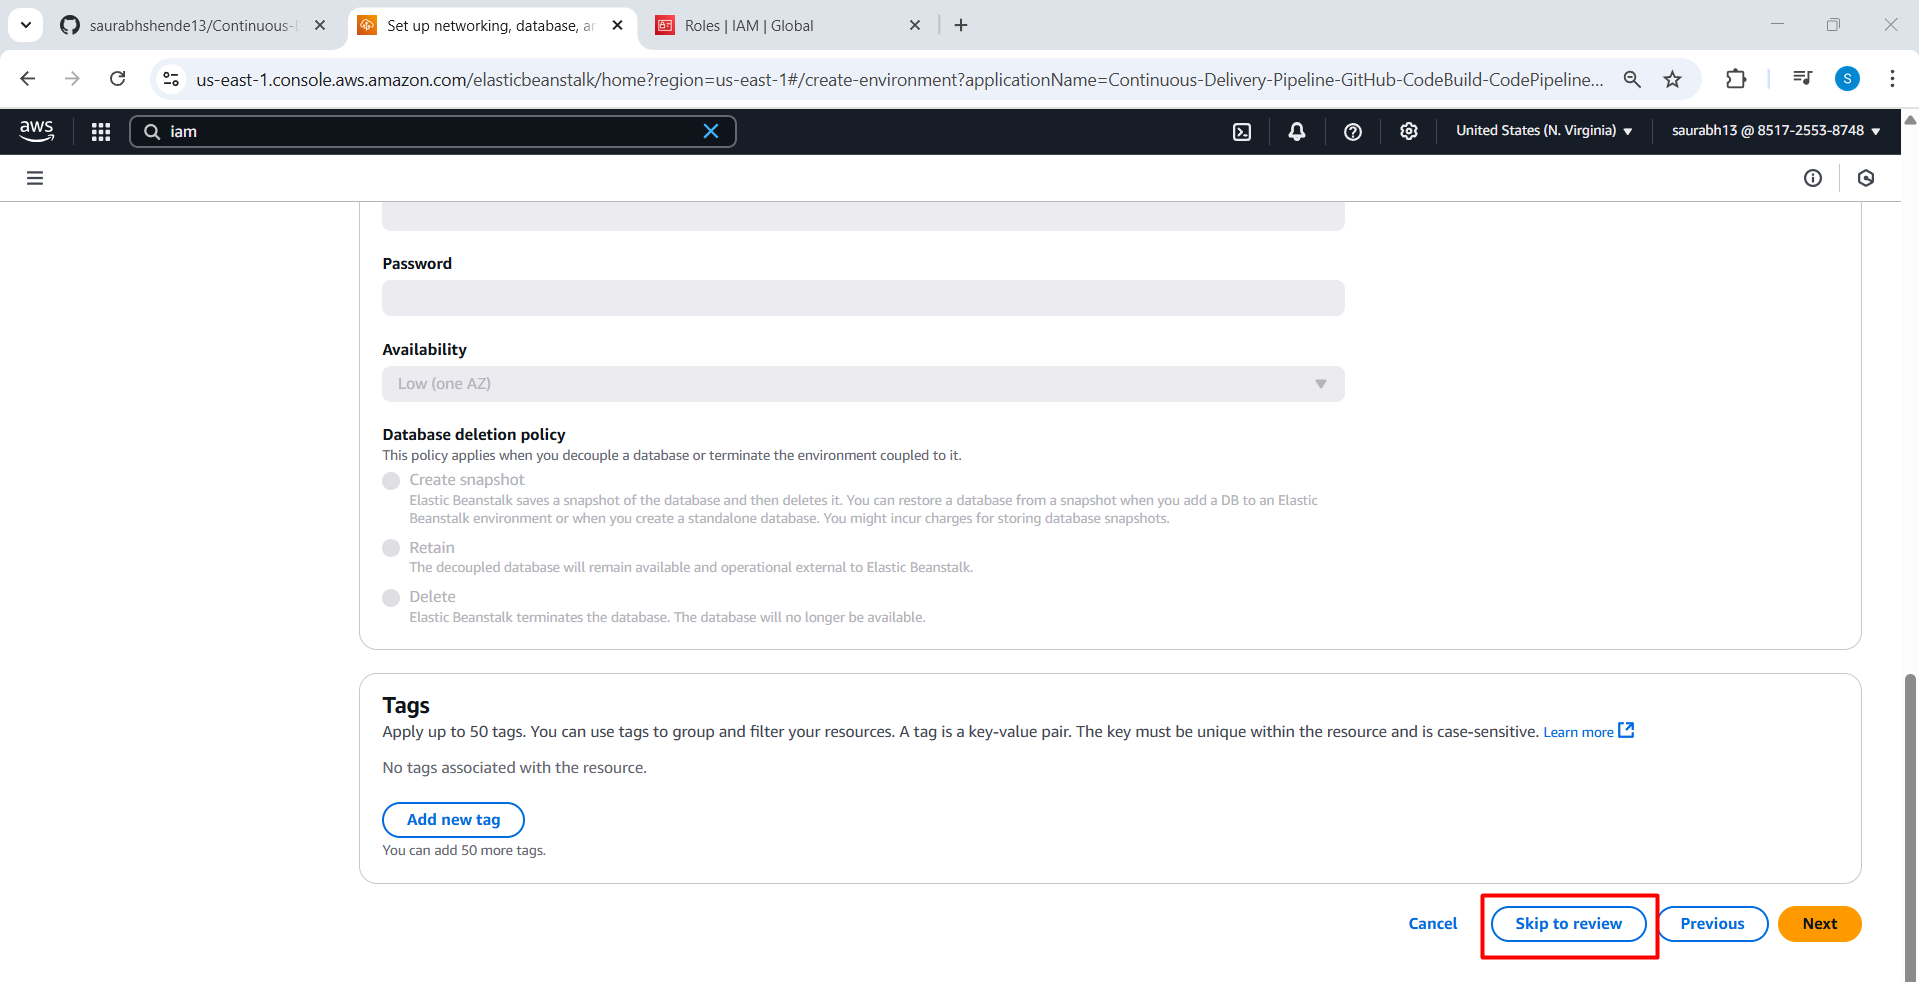 saurabhshende13/Continuous-D
Set up networking, database, an
Roles | IAM | Global
us-east-1.console.aws.amazon.com/elasticbeanstalk/home?region=us-east-1#/create-environment?applicationName=Continuous-Delivery-Pipeline-GitHub-CodeBuild-CodePipeline...
S
aws
iam
United States (N. Virginia)
saurabh13 @ 8517-2553-8748
Password
Availability
Low (one AZ)
Database deletion policy
This policy applies when you decouple a database or terminate the environment coupled to it.
Create snapshot
Elastic Beanstalk saves a snapshot of the database and then deletes it. You can restore a database from a snapshot when you add a DB to an Elastic
Beanstalk environment or when you create a standalone database. You might incur charges for storing database snapshots.
Retain
The decoupled database will remain available and operational external to Elastic Beanstalk.
Delete
Elastic Beanstalk terminates the database. The database will no longer be available.
Tags
Apply up to 50 tags. You can use tags to group and filter your resources. A tag is a key-value pair. The key must be unique within the resource and is case-sensitive. Learn more
No tags associated with the resource.
Add new tag
You can add 50 more tags.
Cancel
Skip to review
Previous
Next